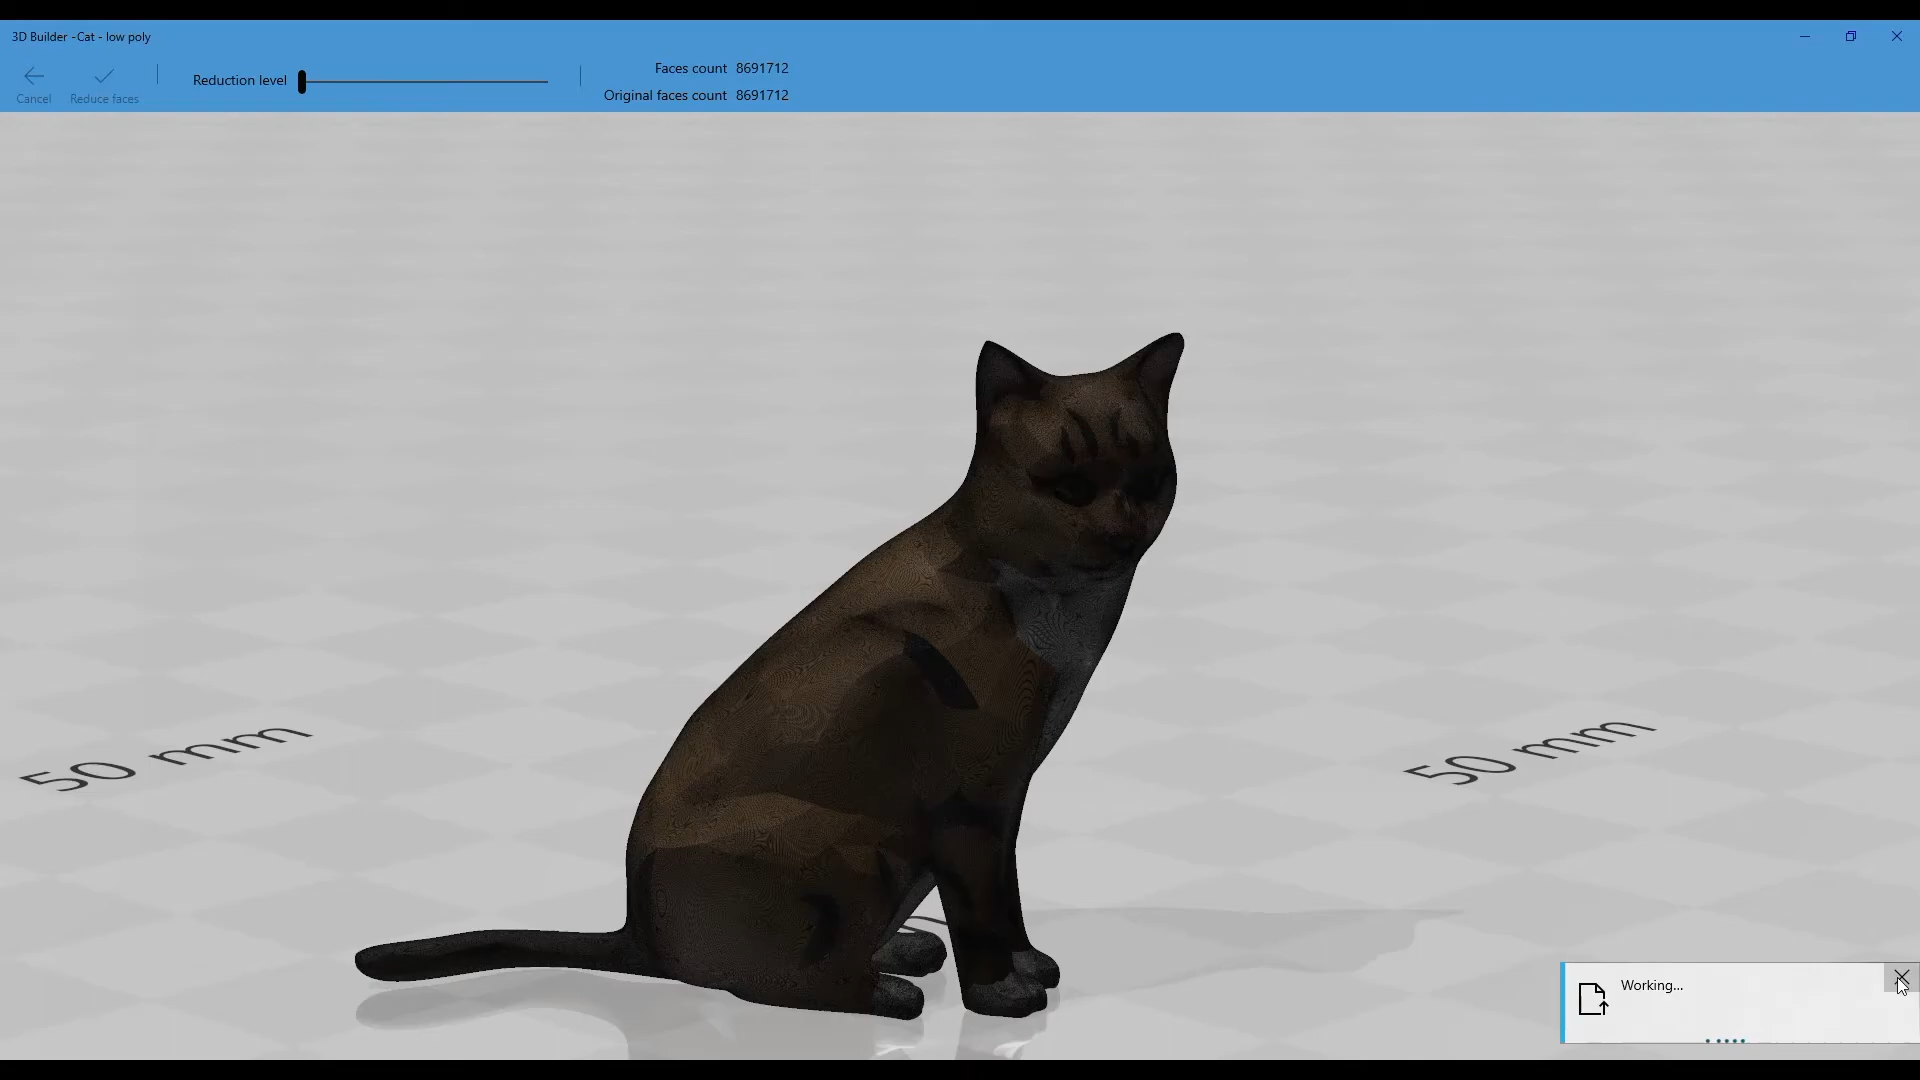 3D Builder -Cat - low poly
Cancel
Reduce faces
Reduction level
Faces count 8691712
Original faces count 8691712
50 mm
50 mm
Working...